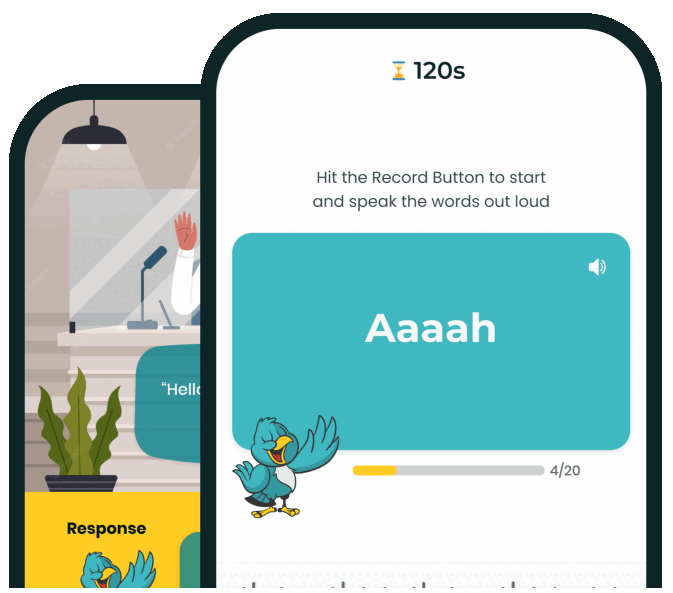 120s
Hit the Record Button to start
and speak the words out loud
Aaaah
4/20
“Hello
Response